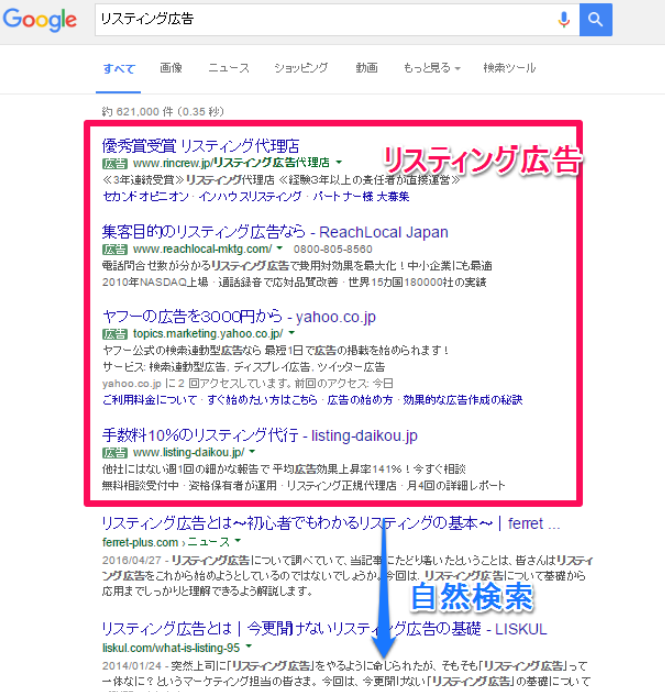 Google リスティング広告
すべて 画像 ニュース ショッピング 動画 もっと見る 検索ツール
約 621,000 件 (0.35 秒)
優秀賞受賞 リスティング代理店
リスティング広告
広告 www.rincrew.jp/リスティング広告代理店
≪3年連続受賞≫リスティング代理店 ≪経験3年以上の責任者が直接運営≫
セカンドオピニオン · インハウスリスティング · パートナー様 大募集
集客目的のリスティング広告なら - ReachLocal Japan
広告 www.reachlocal-mktg.com/ 0800-805-8560
電話問合せ数が分かるリスティング広告で費用対効果を最大化！中小企業にも最適
2010年NASDAQ上場 · 通話録音で応対品質改善 · 世界15カ国180000社の実績
ヤフーの広告を3000円から - yahoo.co.jp
広告 topics.marketing.yahoo.co.jp/
ヤフー公式の検索連動型広告なら 最短1日で広告の掲載を始められます！
サービス: 検索連動型広告, ディスプレイ広告, ツイッター広告
yahoo.co.jp に 2 回アクセスしています。前回のアクセス: 今日
ご利用料金について · すぐ始めたい方はこちら · 広告の始め方 · 効果的な広告作成の秘訣
手数料10%のリスティング代行 - listing-daikou.jp
広告 www.listing-daikou.jp/
他社にはない週1回の細かな報告で 平均広告効果上昇率141%！今すぐ相談
無料相談受付中 · 資格保有者が運用 · リスティング正規代理店 · 月4回の詳細レポート
リスティング広告とは～初心者でもわかるリスティングの基本～｜ferret ...
ferret-plus.com › ニュース
2016/04/27 - リスティング広告について調べていて、当記事にたどり着いたということは、皆さんはリスティ
ング広告をこれから始めようとしているのではないでしょうか。今回は、リスティング広告について基礎から
応用までしっかりと理解できるよう解説します。
自然検索
リスティング広告とは｜今更聞けないリスティング広告の基礎 - LISKUL
liskul.com/what-is-listing-95
2014/01/24 - 突然上司に「リスティング広告」をやるように命じられたが、そもそも「リスティング広告」って
一体なに？というマーケティング担当の皆さま。今回は、今更聞けない「リスティング広告」の基礎について